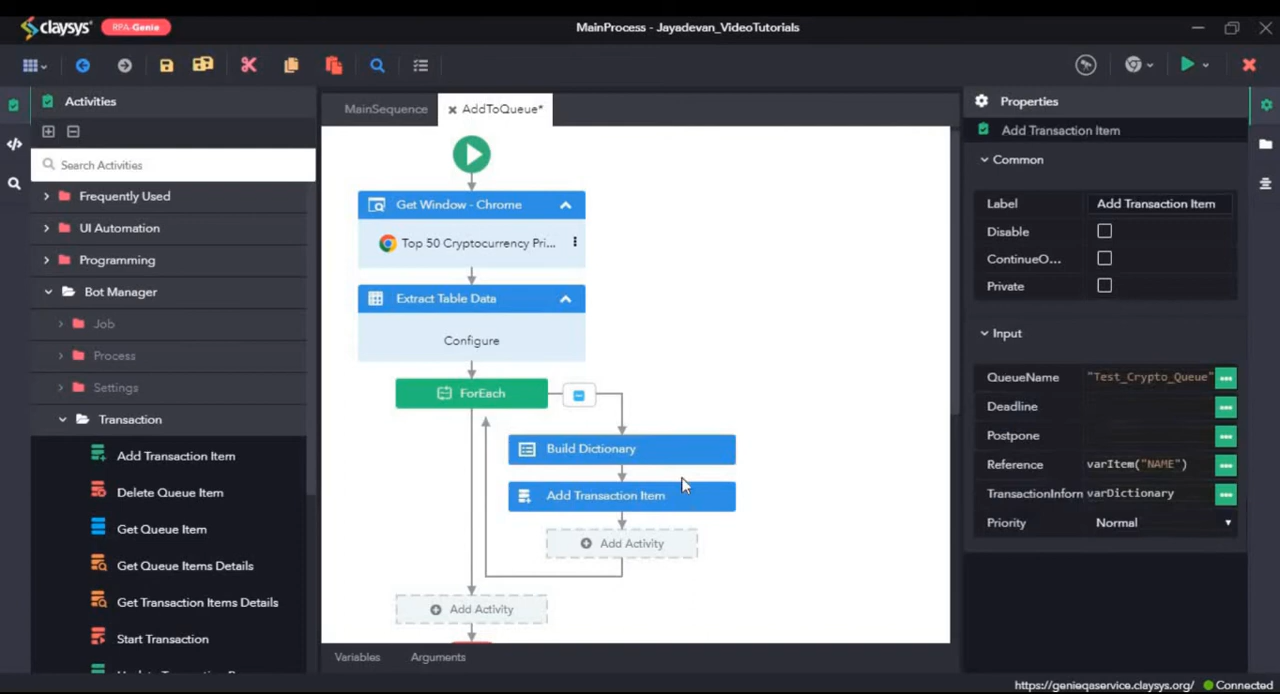 claysys RPA-Genie MainProcess - Jayadevan_VideoTutorials
Activities
Search Activities
Frequently Used
UI Automation
Programming
Bot Manager
Job
Process
Settings
Transaction
Add Transaction Item
Delete Queue Item
Get Queue Item
Get Queue Items Details
Get Transaction Items Details
Start Transaction
MainSequence
AddToQueue*
Get Window - Chrome
Top 50 Cryptocurrency Pri...
Extract Table Data
Configure
ForEach
Build Dictionary
Add Transaction Item
Add Activity
Add Activity
Variables Arguments
Properties
Add Transaction Item
Common
Label Add Transaction Item
Disable
ContinueO...
Private
Input
QueueName "Test_Crypto_Queue"
Deadline
Postpone
Reference varItem("NAME")
TransactionInforn varDictionary
Priority Normal
https://genieqaservice.claysys.org/ Connected